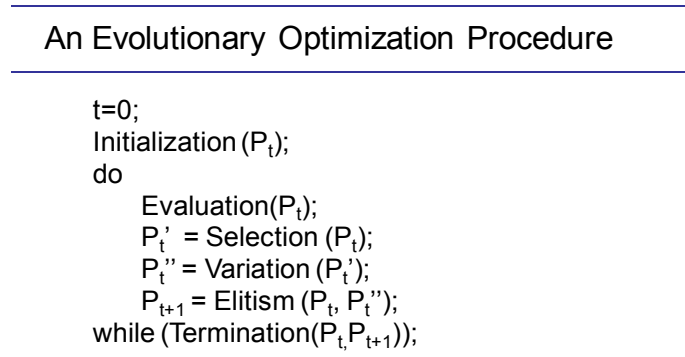 An Evolutionary Optimization Procedure
t=0;
Initialization (Pt);
do
Evaluation(Pt);
Pt’ = Selection (Pt);
Pt’’ = Variation (Pt’);
Pt+1 = Elitism (Pt, Pt’’);
while (Termination(Pt,Pt+1));